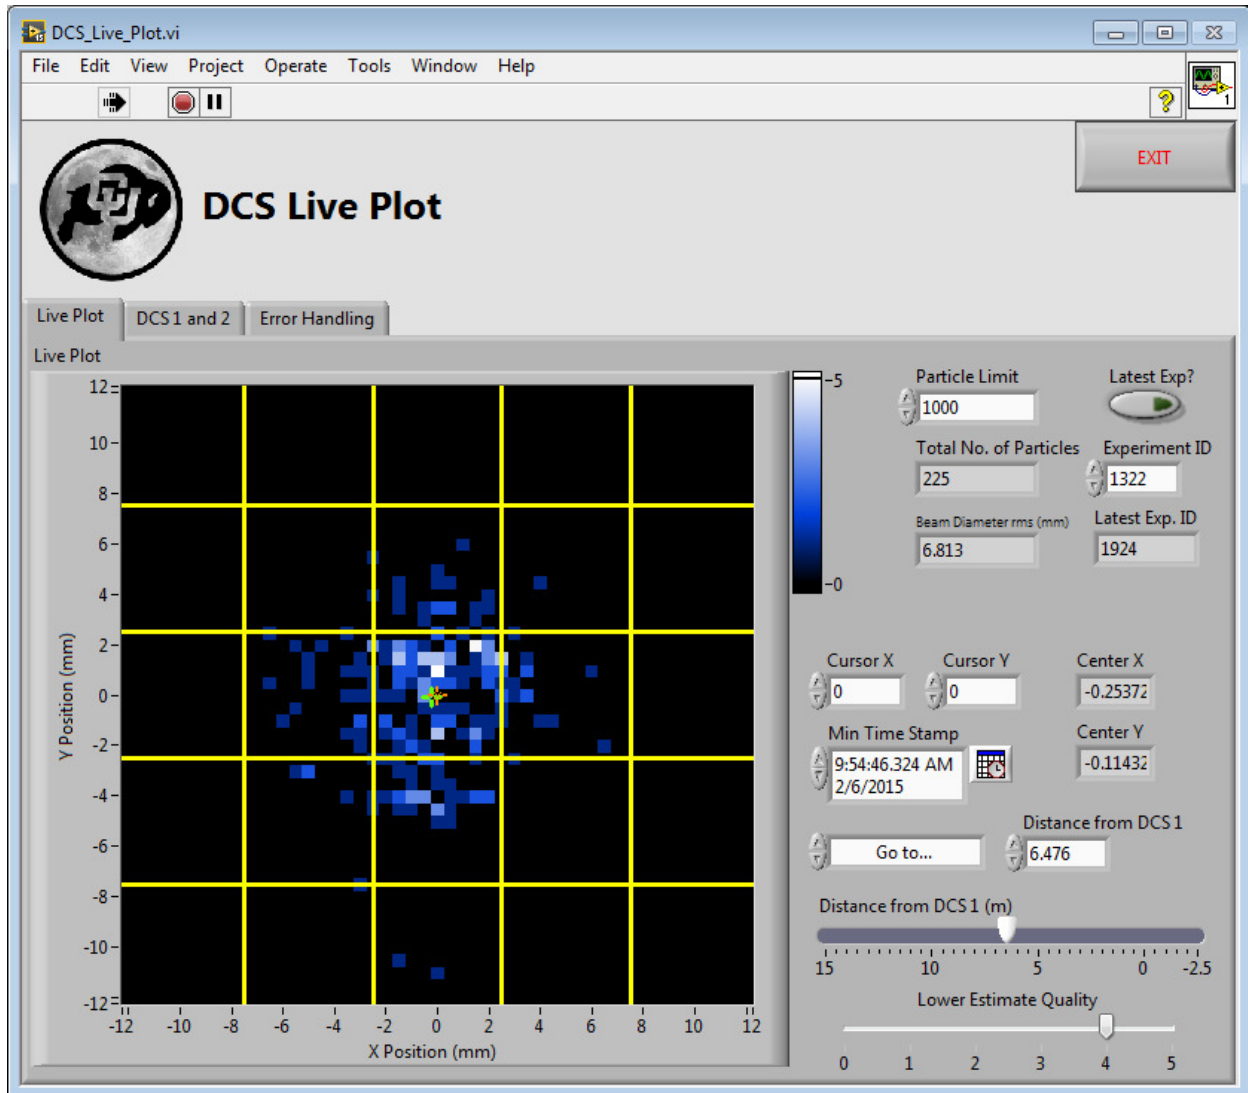 DCS_Live_Plot.vi
File Edit View Project Operate Tools Window Help
1
EXIT
DCS Live Plot
Live Plot DCS 1 and 2 Error Handling
Live Plot
12
10
8
6
4
2
0
-2
-4
-6
-8
-10
-12
Y Position (mm)
-12 -10 -8 -6 -4 -2 0 2 4 6 8 10 12
X Position (mm)
5
0
Particle Limit Latest Exp?
1000
Total No. of Particles Experiment ID
225 1322
Beam Diameter rms (mm) Latest Exp. ID
6.813 1924
Cursor X Cursor Y Center X
0 0 -0.25372
Min Time Stamp Center Y
9:54:46.324 AM -0.11432
2/6/2015
Distance from DCS 1
Go to... 6.476
Distance from DCS 1 (m)
15 10 5 0 -2.5
Lower Estimate Quality
0 1 2 3 4 5